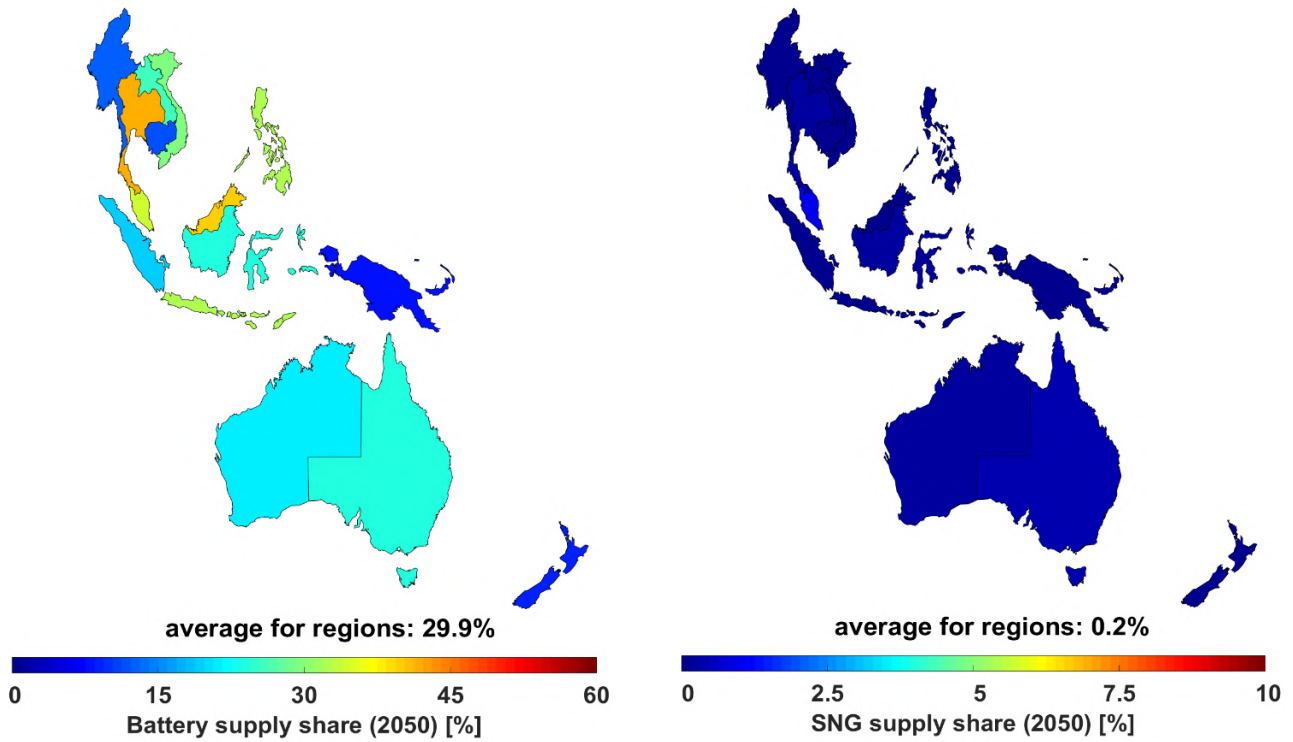 average for regions: 29.9%
0 15 30 45 60
Battery supply share (2050) [%]
average for regions: 0.2%
0 2.5 5 7.5 10
SNG supply share (2050) [%]